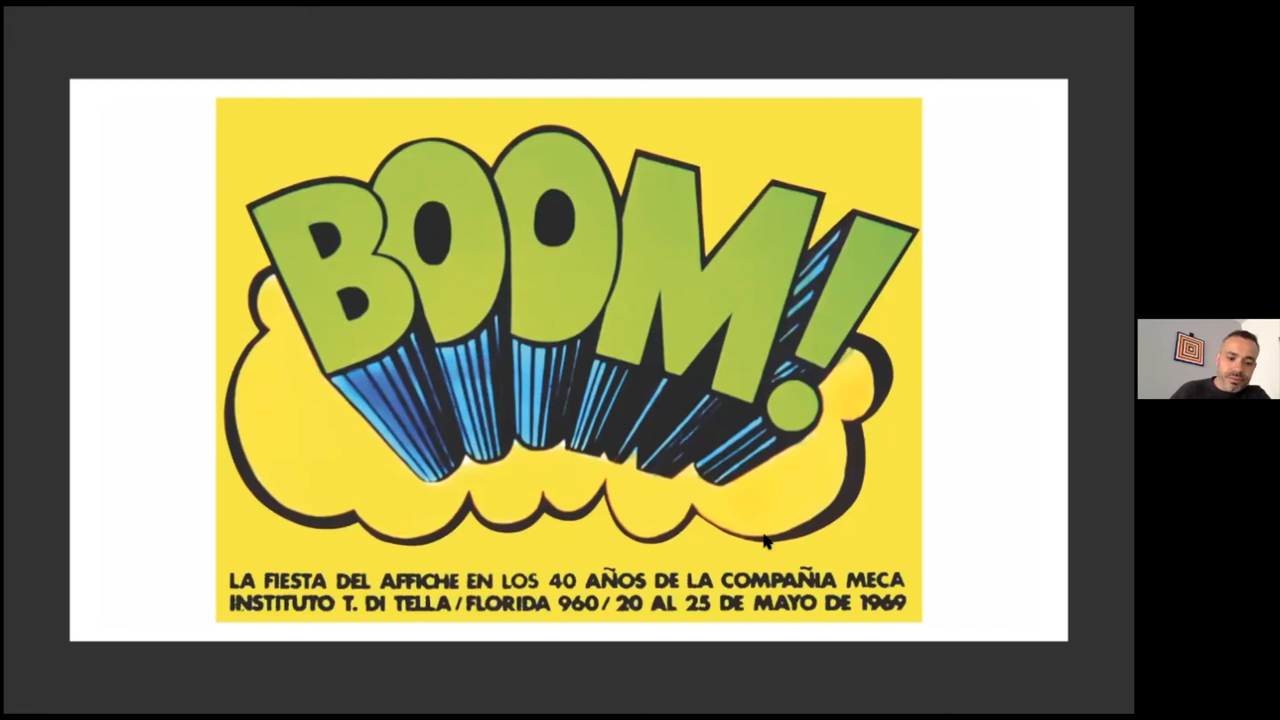 BOOM!
LA FIESTA DEL AFFICHE EN LOS 40 AÑOS DE LA COMPAÑIA MECA
INSTITUTO T. DI TELLA / FLORIDA 960 / 20 AL 25 DE MAYO DE 1969